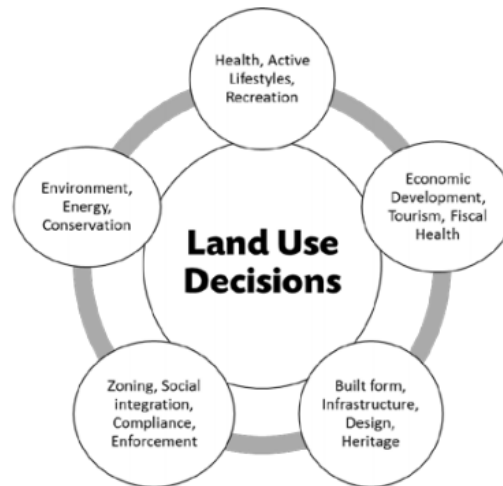 Health, Active
Lifestyles,
Recreation
Environment,
Energy,
Conservation
Economic
Development,
Tourism, Fiscal
Health
Land Use
Decisions
Zoning, Social
integration,
Compliance,
Enforcement
Built form,
Infrastructure,
Design,
Heritage